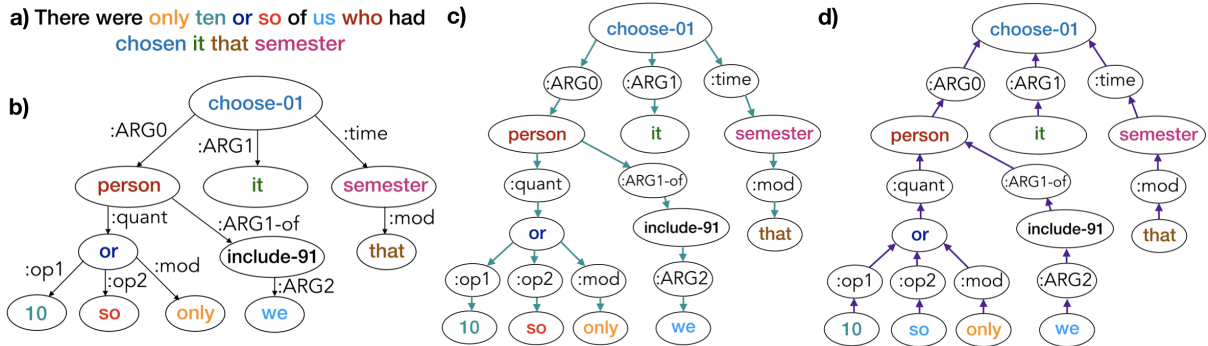 a) There were only ten or so of us who had
chosen it that semester
b)
choose-01
:ARG0
:ARG1
:time
person
it
semester
:quant
:ARG1-of
:mod
or
include-91
that
:op1
:op2
:mod
:ARG2
10
so
only
we
c)
choose-01
:ARG0
:ARG1
:time
person
it
semester
:quant
:ARG1-of
:mod
or
include-91
that
:op1
:op2
:mod
:ARG2
10
so
only
we
d)
choose-01
:ARG0
:ARG1
:time
person
it
semester
:quant
:ARG1-of
:mod
or
include-91
that
:op1
:op2
:mod
:ARG2
10
so
only
we